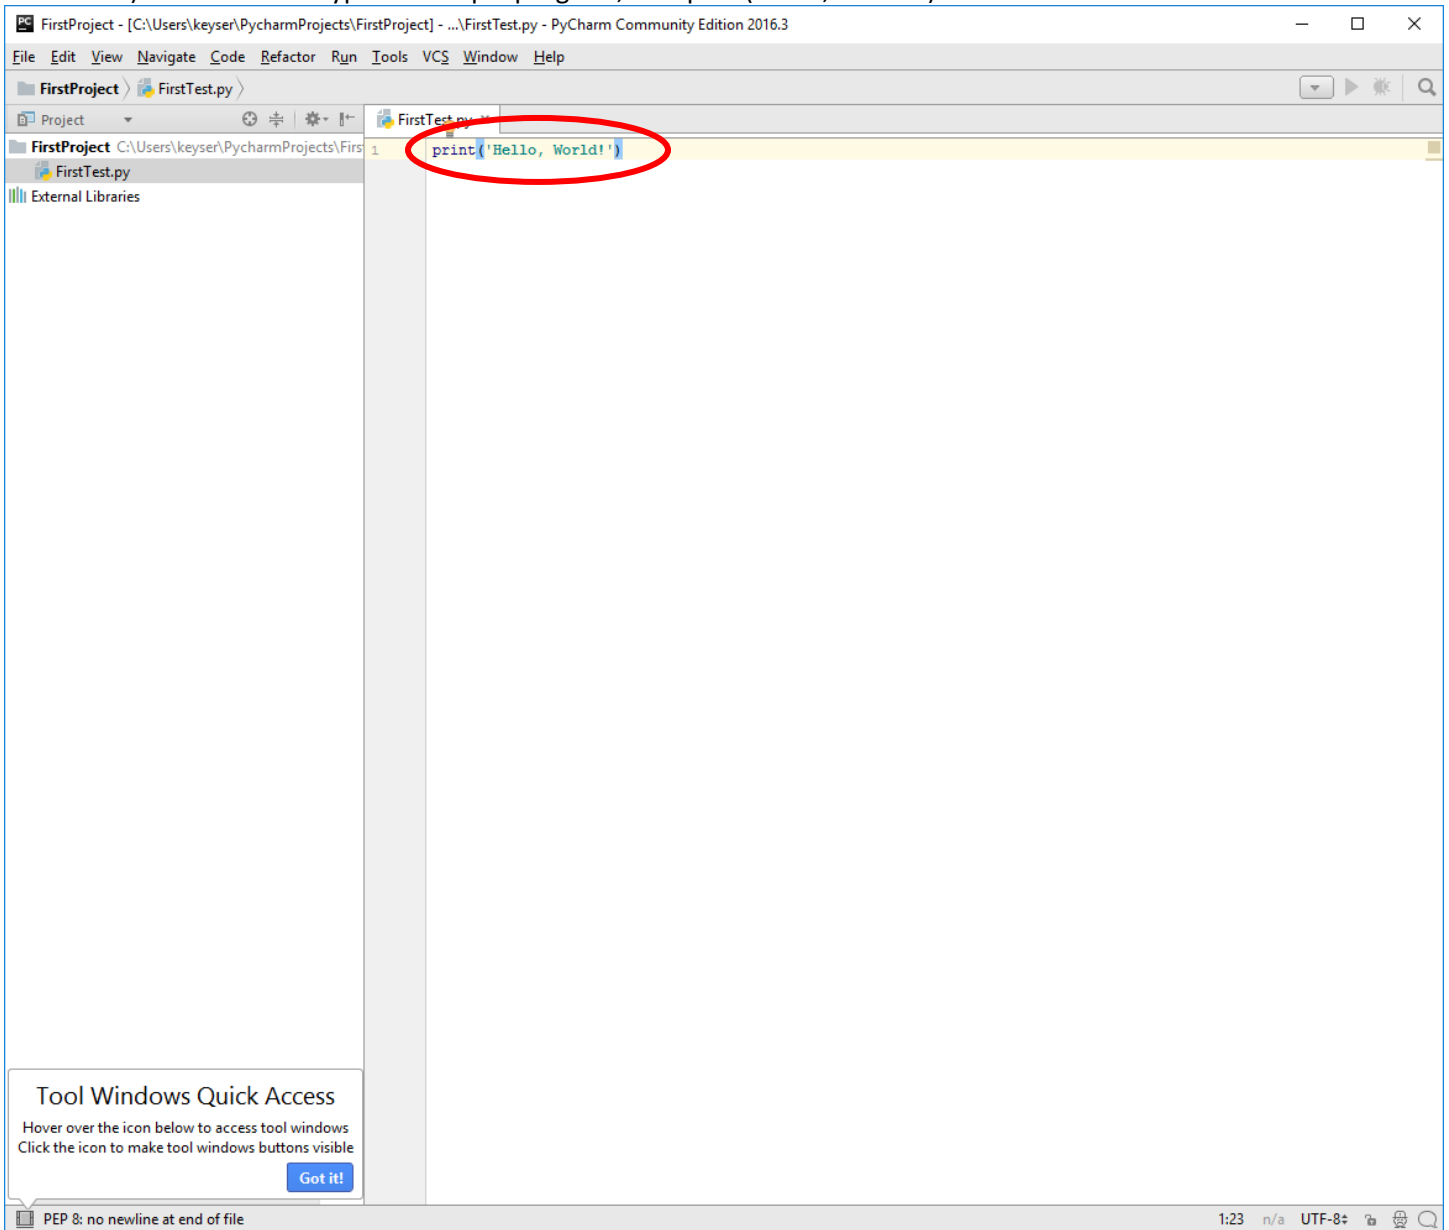 FirstProject - [C:\Users\keyser\PycharmProjects\FirstProject] - ...\FirstTest.py - PyCharm Community Edition 2016.3
File Edit View Navigate Code Refactor Run Tools VCS Window Help
FirstProject FirstTest.py
Project
FirstTest.py
FirstProject C:\Users\keyser\PycharmProjects\Firs
1 print('Hello, World!')
FirstTest.py
External Libraries
Tool Windows Quick Access
Hover over the icon below to access tool windows
Click the icon to make tool windows buttons visible
Got it!
PEP 8: no newline at end of file
1:23 n/a UTF-8